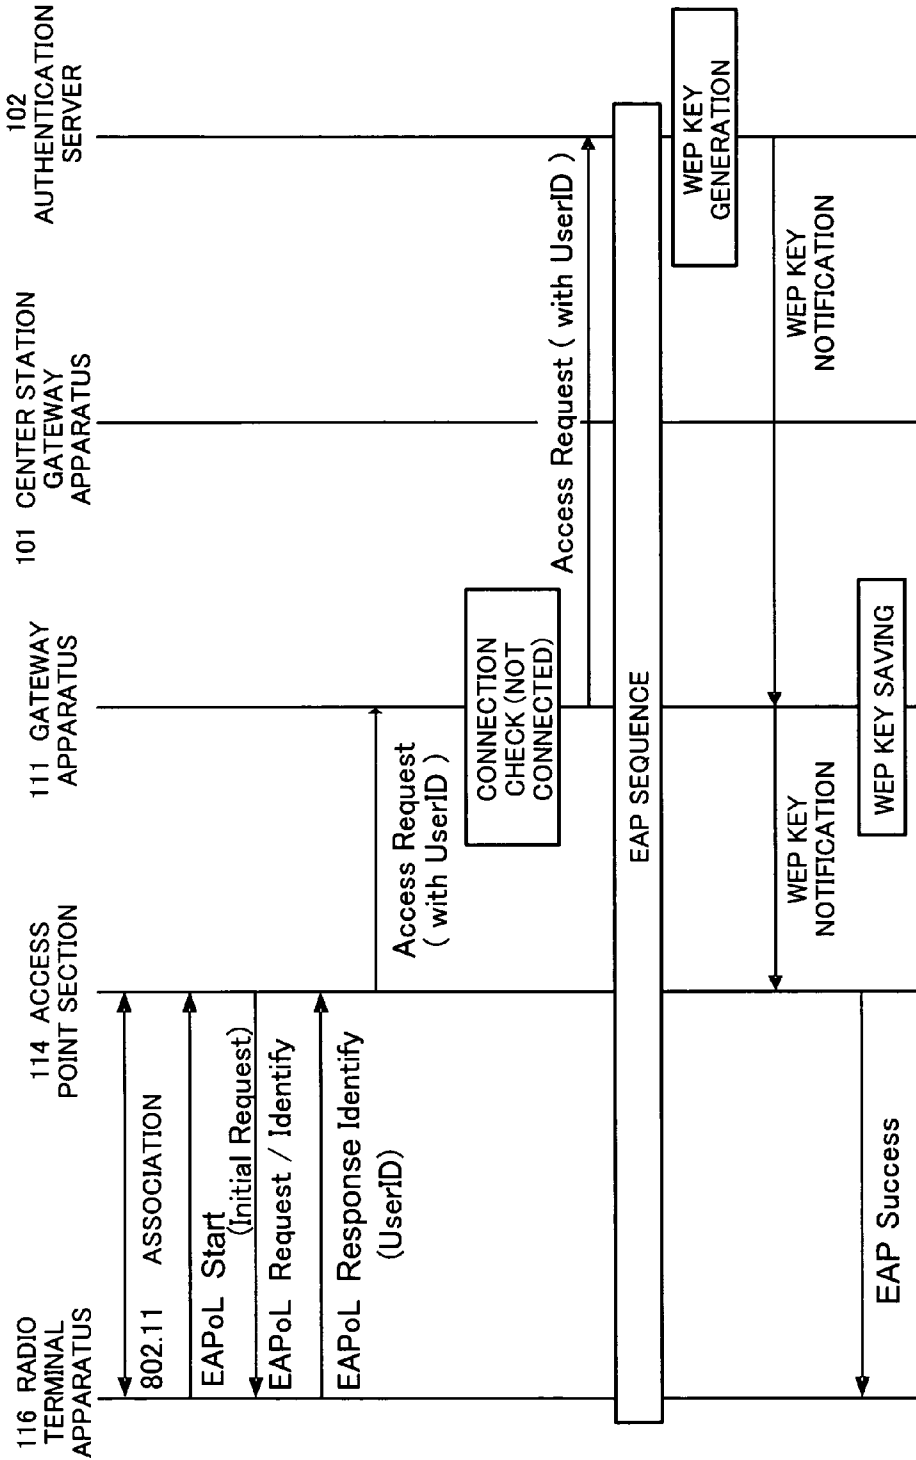 116 RADIO
TERMINAL
APPARATUS
114 ACCESS
POINT SECTION
111 GATEWAY
APPARATUS
101 CENTER STATION
GATEWAY
APPARATUS
102
AUTHENTICATION
SERVER
802.11 ASSOCIATION
EAPoL Start
(Initial Request)
EAPoL Request / Identify
EAPoL Response Identify
(UserID)
Access Request
( with UserID )
CONNECTION
CHECK (NOT
CONNECTED)
Access Request ( with UserID )
EAP SEQUENCE
WEP KEY
GENERATION
WEP KEY
NOTIFICATION
WEP KEY
NOTIFICATION
EAP Success
WEP KEY SAVING